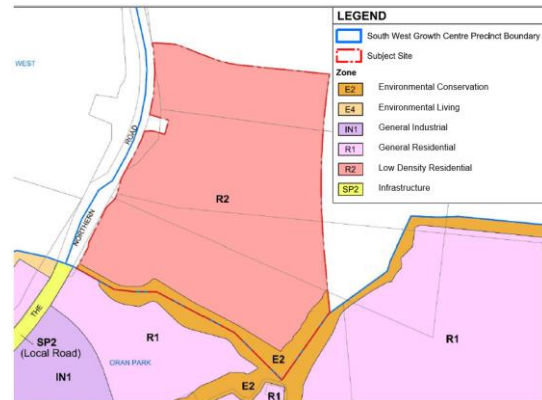 LEGEND
South West Growth Centre Precinct Boundary
Subject Site
Zone
E2 Environmental Conservation
E4 Environmental Living
IN1 General Industrial
R1 General Residential
R2 Low Density Residential
SP2 Infrastructure
WEST
ROAD
R2
NORTHERN
THE
SP2
(Local Road)
IN1
R1
ORAN PARK
E2
E2
R1
R1